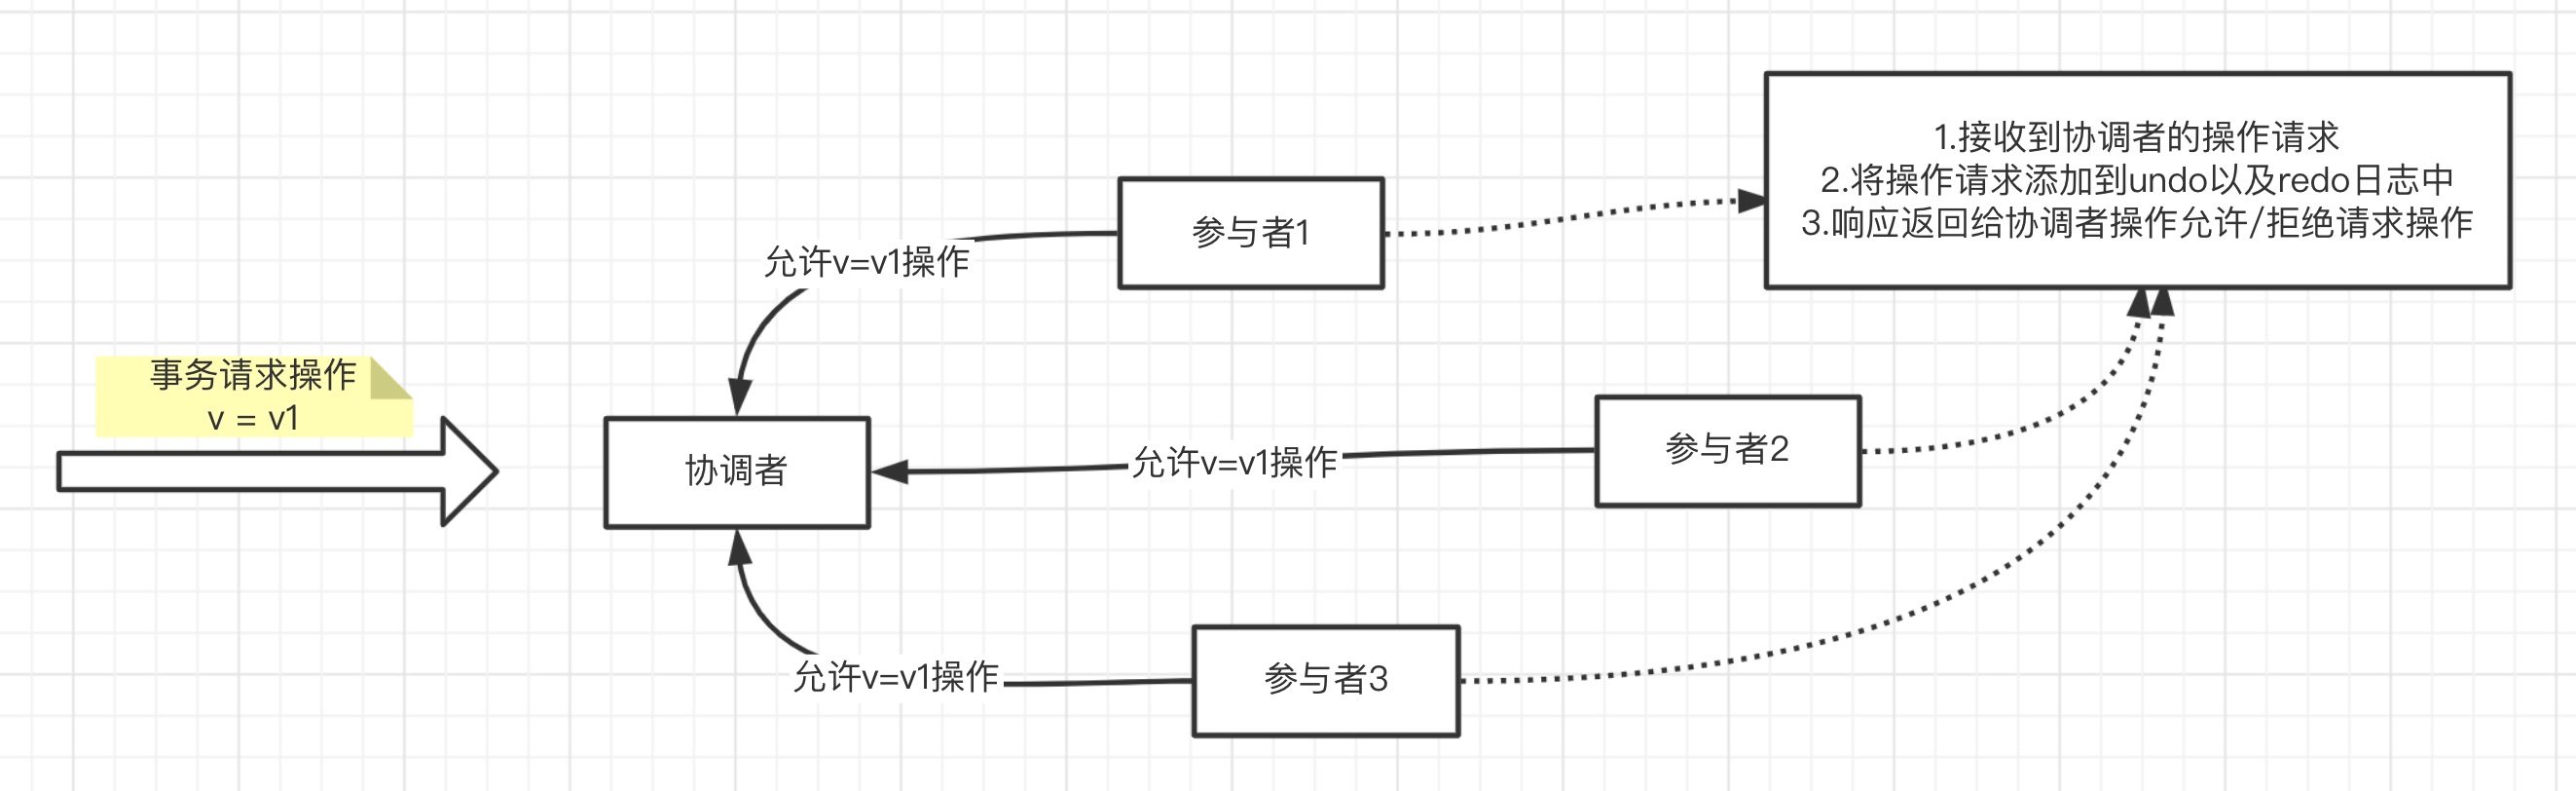 1.接收到协调者的操作请求
2.将操作请求添加到undo以及redo日志中
3.响应返回给协调者操作允许/拒绝请求操作
参与者1
允许v=v1操作
事务请求操作
v = v1
协调者
允许v=v1操作
参与者2
允许v=v1操作
参与者3